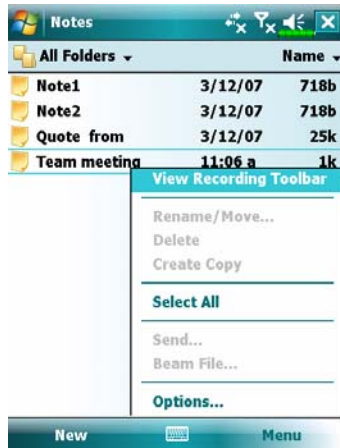 Notes
All Folders Name
Note1 3/12/07 718b
Note2 3/12/07 718b
Quote from 3/12/07 25k
Team meeting 11:06 a 1k
View Recording Toolbar
Rename/Move...
Delete
Create Copy
Select All
Send...
Beam File...
Options...
New Menu